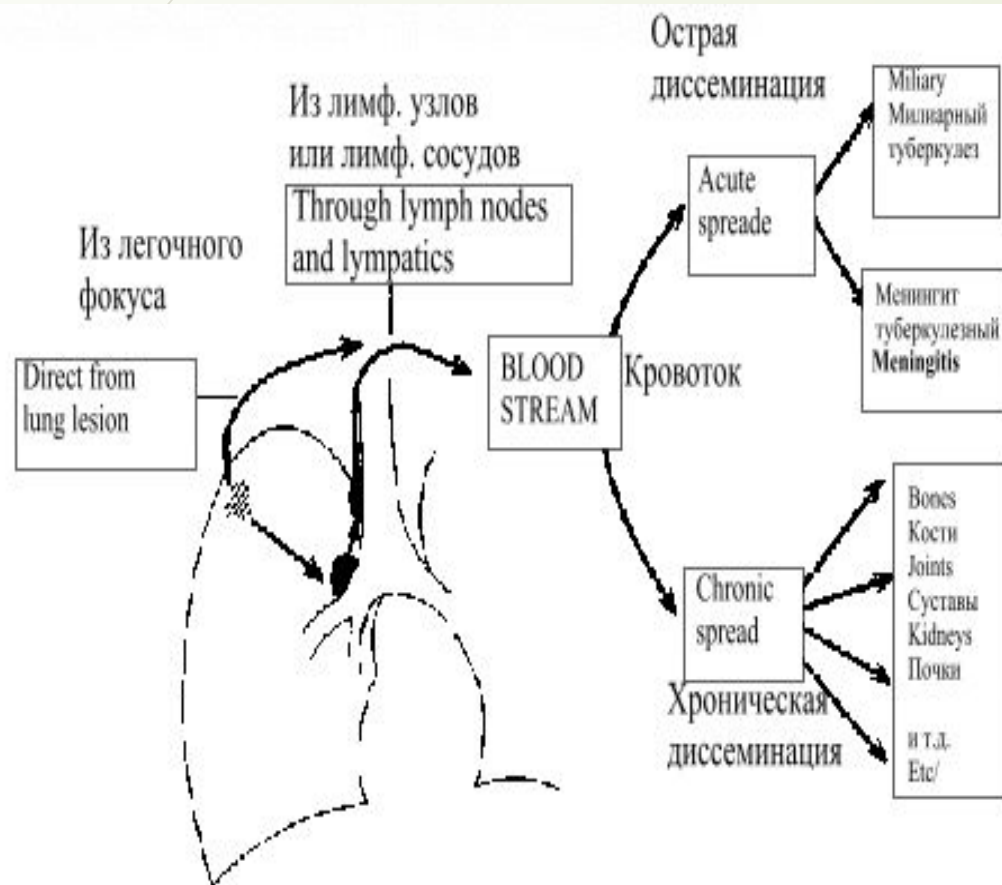 Острая
диссеминация
Miliary
Милиарный
туберкулез
Из лимф. узлов
или лимф. сосудов
Through lymph nodes
and lympatics
Acute
spreade
Из легочного
фокуса
Менингит
туберкулезный
Meningitis
Direct from
lung lesion
BLOOD
STREAM
Кровоток
Bones
Кости
Joints
Суставы
Kidneys
Почки
и т.д.
Etc/
Chronic
spread
Хроническая
диссеминация